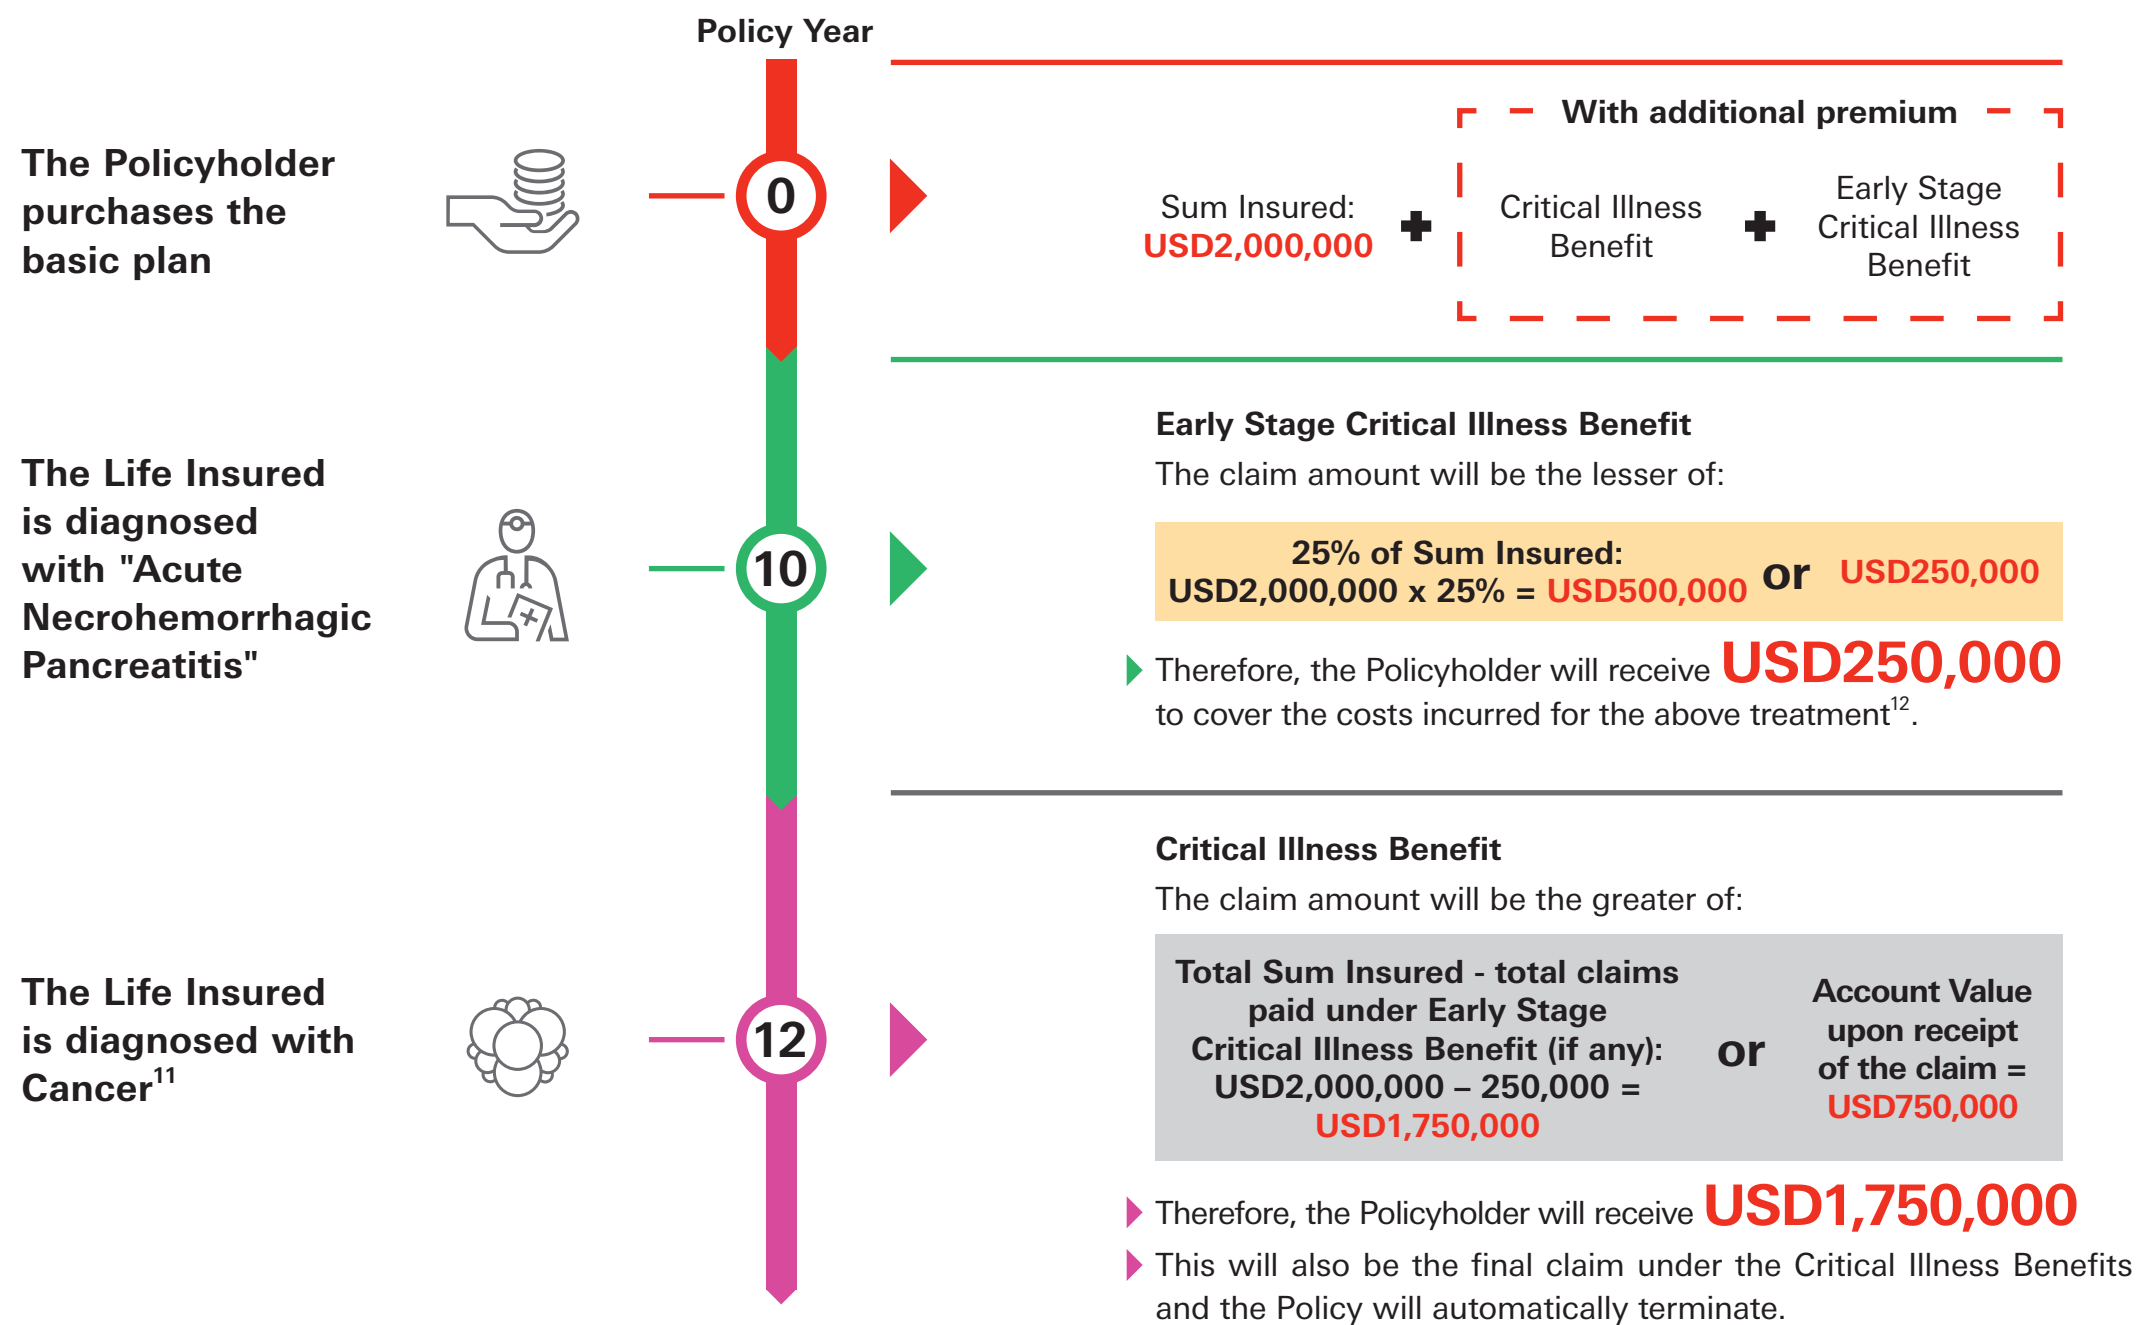 Policy Year
The Policyholder
purchases the
basic plan
0
Sum Insured:
USD2,000,000
With additional premium
Critical Illness
Benefit
Early Stage
Critical Illness
Benefit
The Life Insured
is diagnosed
with "Acute
Necrohemorrhagic
Pancreatitis"
10
Early Stage Critical Illness Benefit
The claim amount will be the lesser of:
25% of Sum Insured:
USD2,000,000 x 25% = USD500,000
or
USD250,000
Therefore, the Policyholder will receive USD250,000
to cover the costs incurred for the above treatment12.
The Life Insured
is diagnosed with
Cancer11
12
Critical Illness Benefit
The claim amount will be the greater of:
Total Sum Insured - total claims
paid under Early Stage
Critical Illness Benefit (if any):
USD2,000,000 – 250,000 =
USD1,750,000
or
Account Value
upon receipt
of the claim =
USD750,000
Therefore, the Policyholder will receive USD1,750,000
This will also be the final claim under the Critical Illness Benefits
and the Policy will automatically terminate.